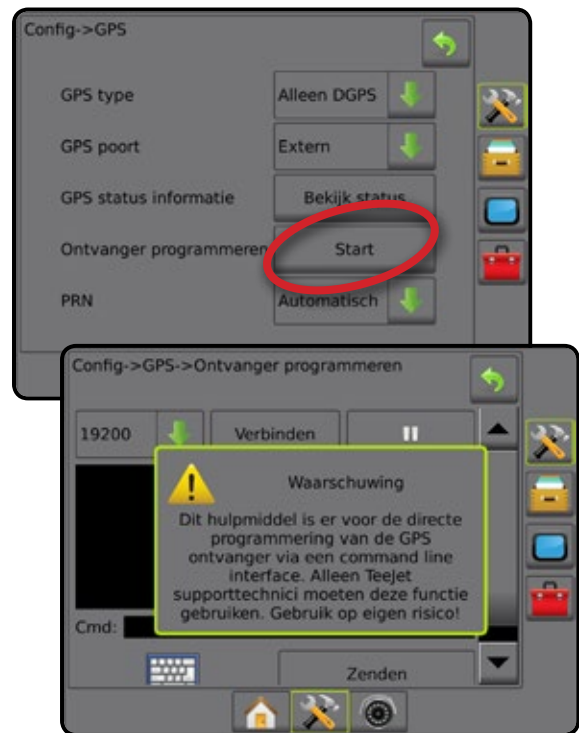 Config->GPS
GPS type Alleen DGPS
GPS poort Extern
GPS status informatie Bekijk status
Ontvanger programmeren Start
PRN Automatisch
Config->GPS->Ontvanger programmeren
19200 Verbinden
Waarschuwing
Dit hulpmiddel is er voor de directe
programmering van de GPS
ontvanger via een command line
interface. Alleen TeeJet
supporttechnici moeten deze functie
gebruiken. Gebruik op eigen risico!
Cmd:
Zenden